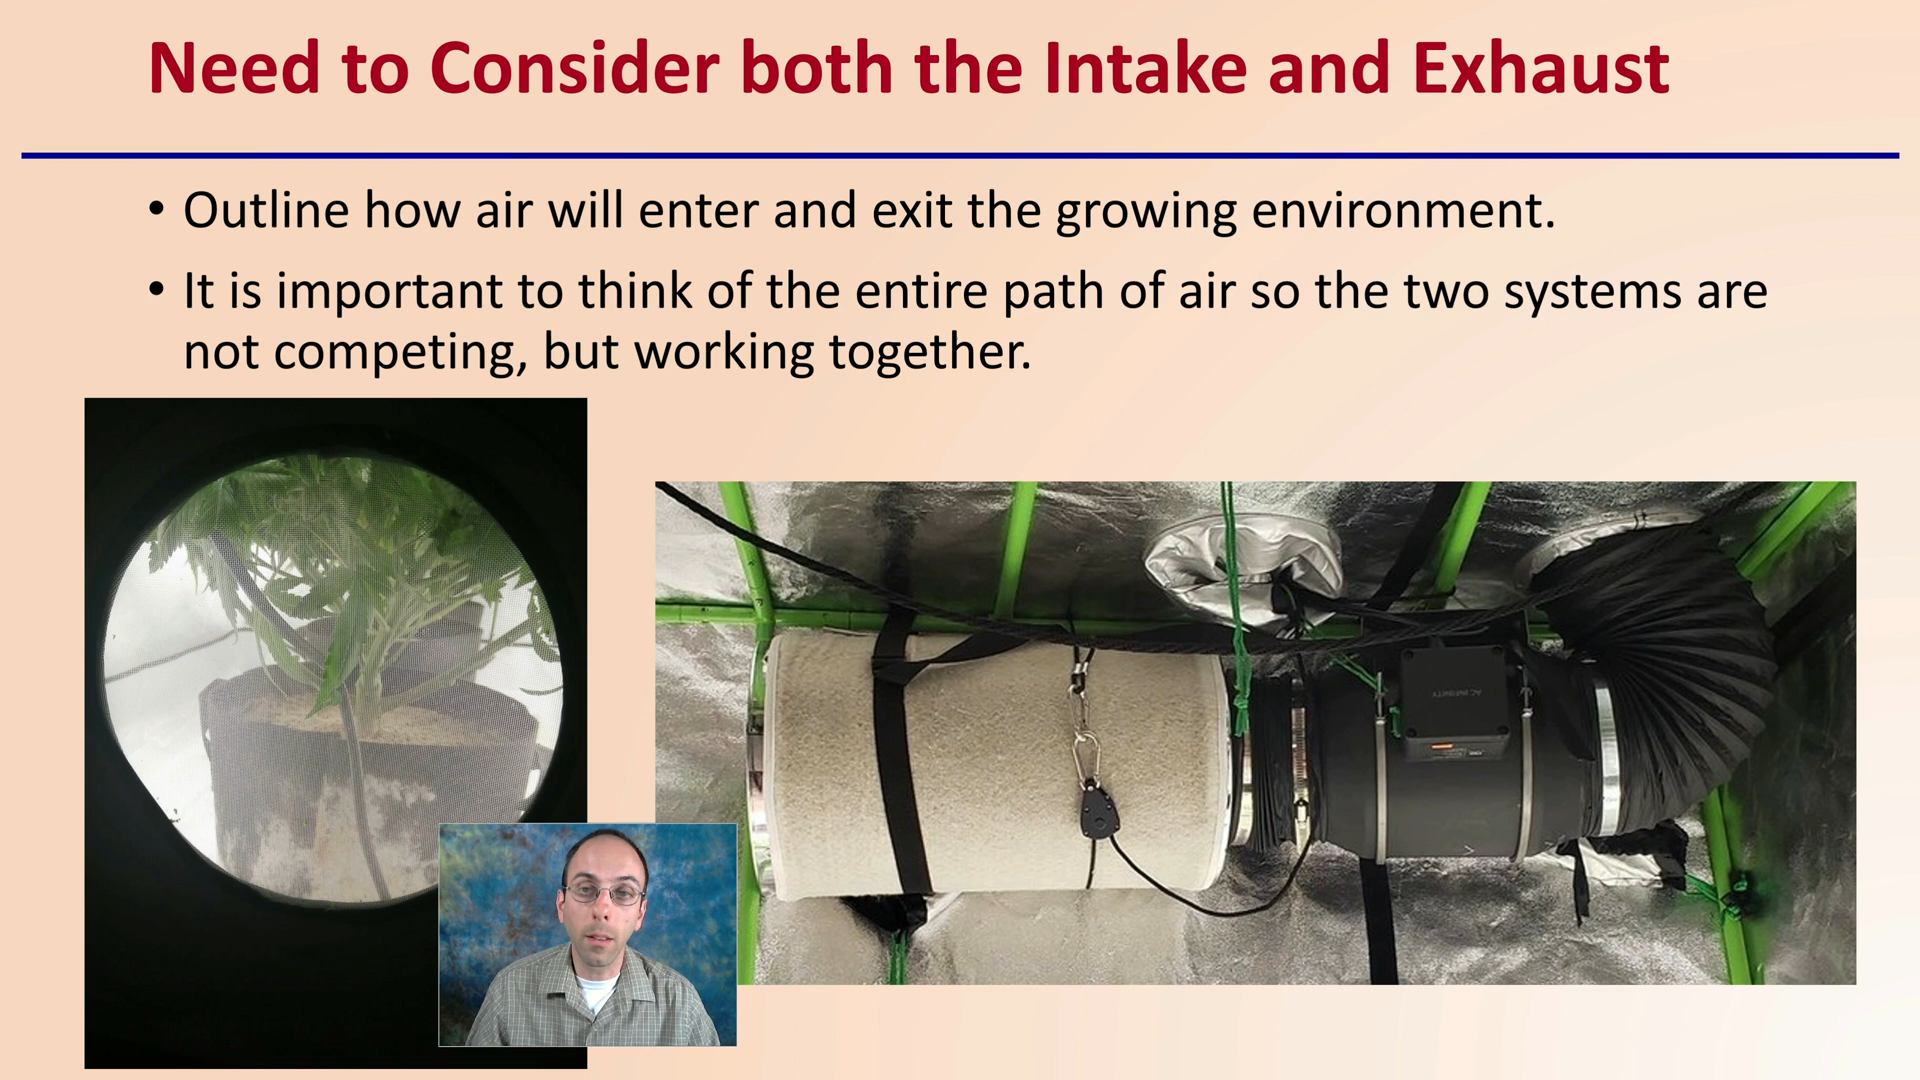 Need to Consider both the Intake and Exhaust
• Outline how air will enter and exit the growing environment.
• It is important to think of the entire path of air so the two systems are
not competing, but working together.
AC INFINITY